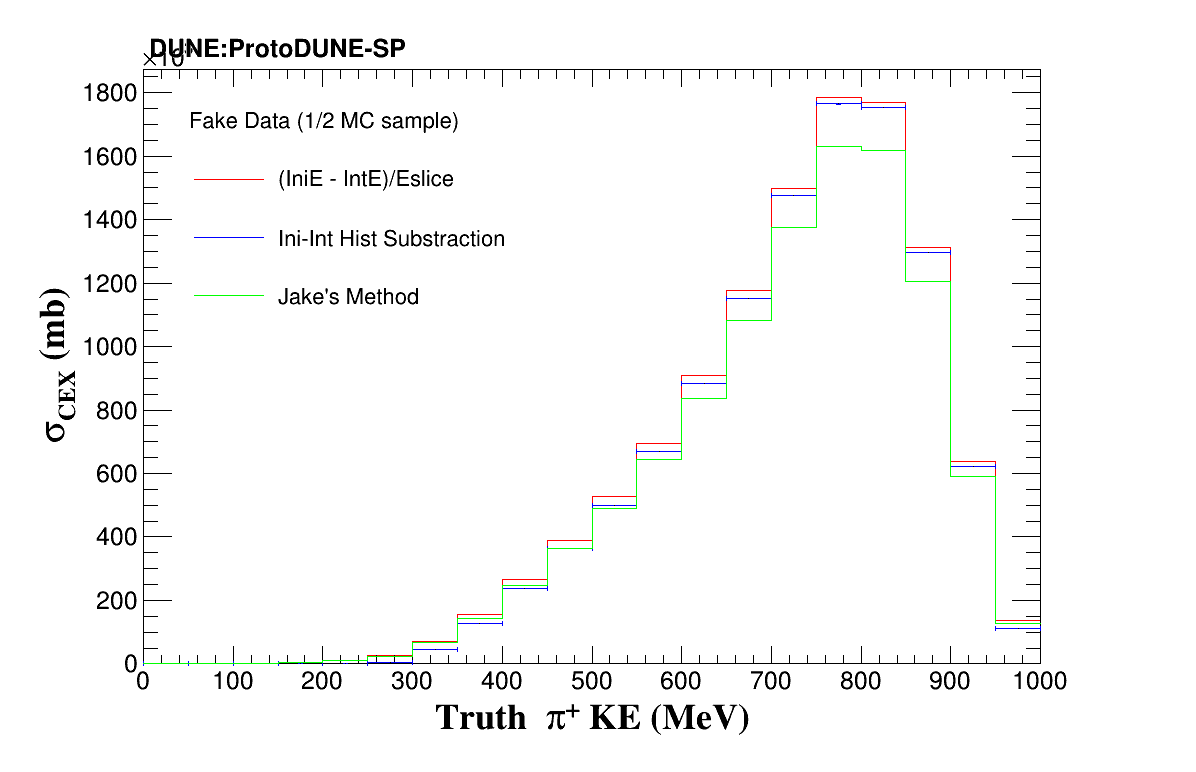 DUNE:ProtoDUNE-SP
1800
1600
1400
1200
1000
800
600
400
200
0
σCEX (mb)
Fake Data (1/2 MC sample)
(IniE - IntE)/Eslice
Ini-Int Hist Substraction
Jake's Method
0 100 200 300 400 500 600 700 800 900 1000
Truth π+ KE (MeV)